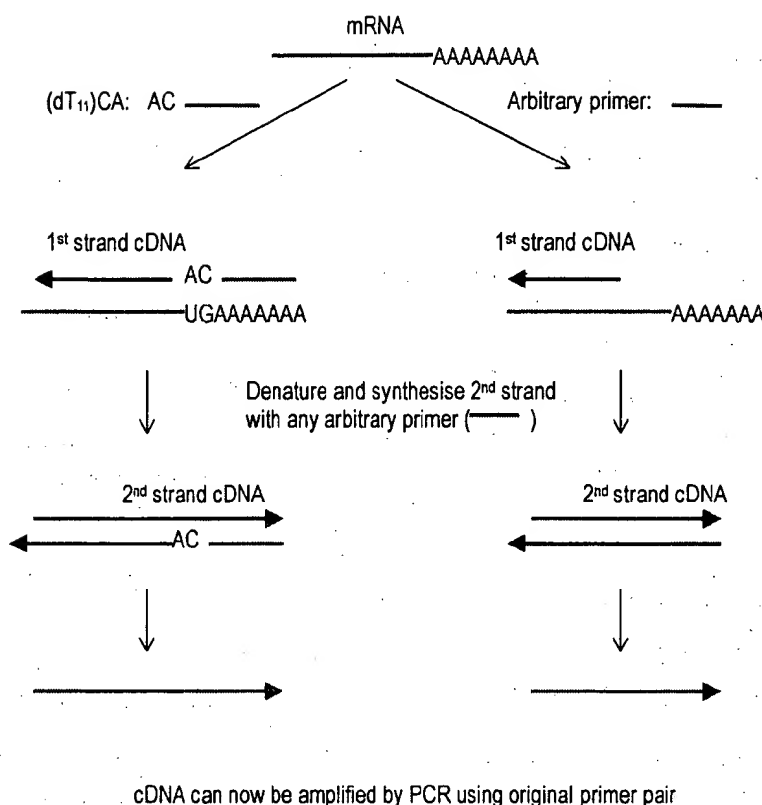 mRNA
AAAAAAAA
(dT₁₁)CA: AC
Arbitrary primer:
1st strand cDNA
1st strand cDNA
AC
UGAAAAAAA
AAAAAAA
Denature and synthesise 2nd strand
with any arbitrary primer ( )
2nd strand cDNA
2nd strand cDNA
AC
cDNA can now be amplified by PCR using original primer pair